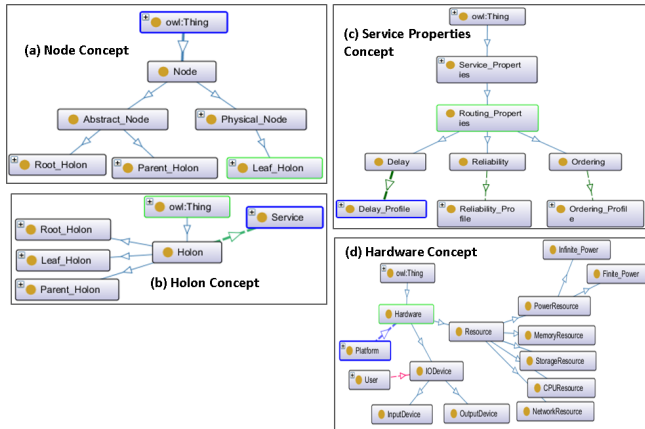 (a) Node Concept
owl:Thing
Node
Abstract_Node
Physical_Node
Root_Holon
Parent_Holon
Leaf_Holon
(b) Holon Concept
owl:Thing
Service
Root_Holon
Holon
Leaf_Holon
Parent_Holon
(c) Service Properties
Concept
owl:Thing
Service_Propert
ies
Routing_Propert
ies
Delay
Reliability
Ordering
Delay_Profile
Reliability_Pro
file
Ordering_Profil
e
(d) Hardware Concept
Infinite_Power
owl:Thing
Finite_Power
PowerResource
Hardware
Resource
MemoryResource
Platform
StorageResource
User
IODevice
CPUResource
InputDevice
OutputDevice
NetworkResource